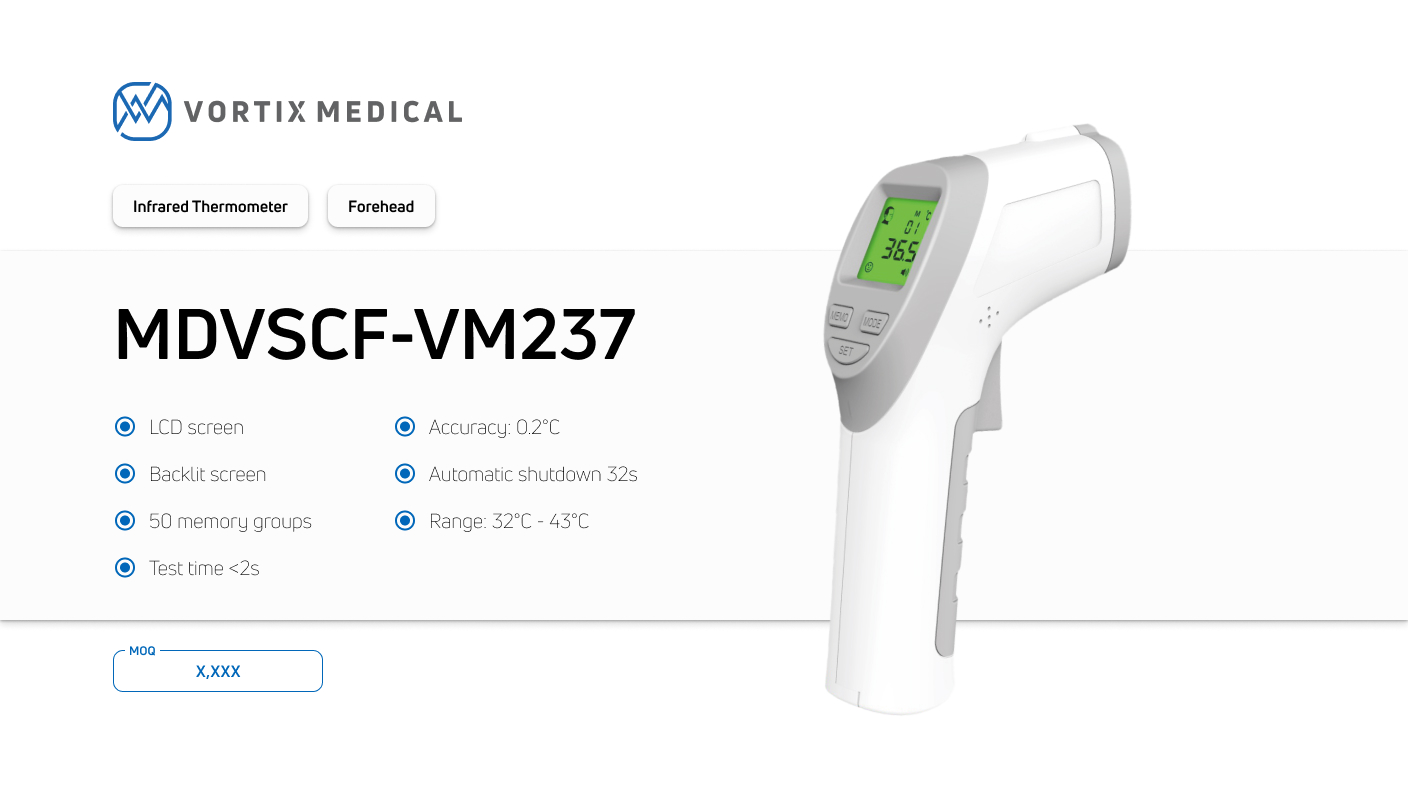 VORTIX MEDICAL
Infrared Thermometer
Forehead
MDVSCF-VM237
LCD screen
Backlit screen
50 memory groups
Test time <2s
Accuracy: 0.2°C
Automatic shutdown 32s
Range: 32°C - 43°C
MOQ
X,XXX
M °C
01
36.5
MEMO
MODE
SET